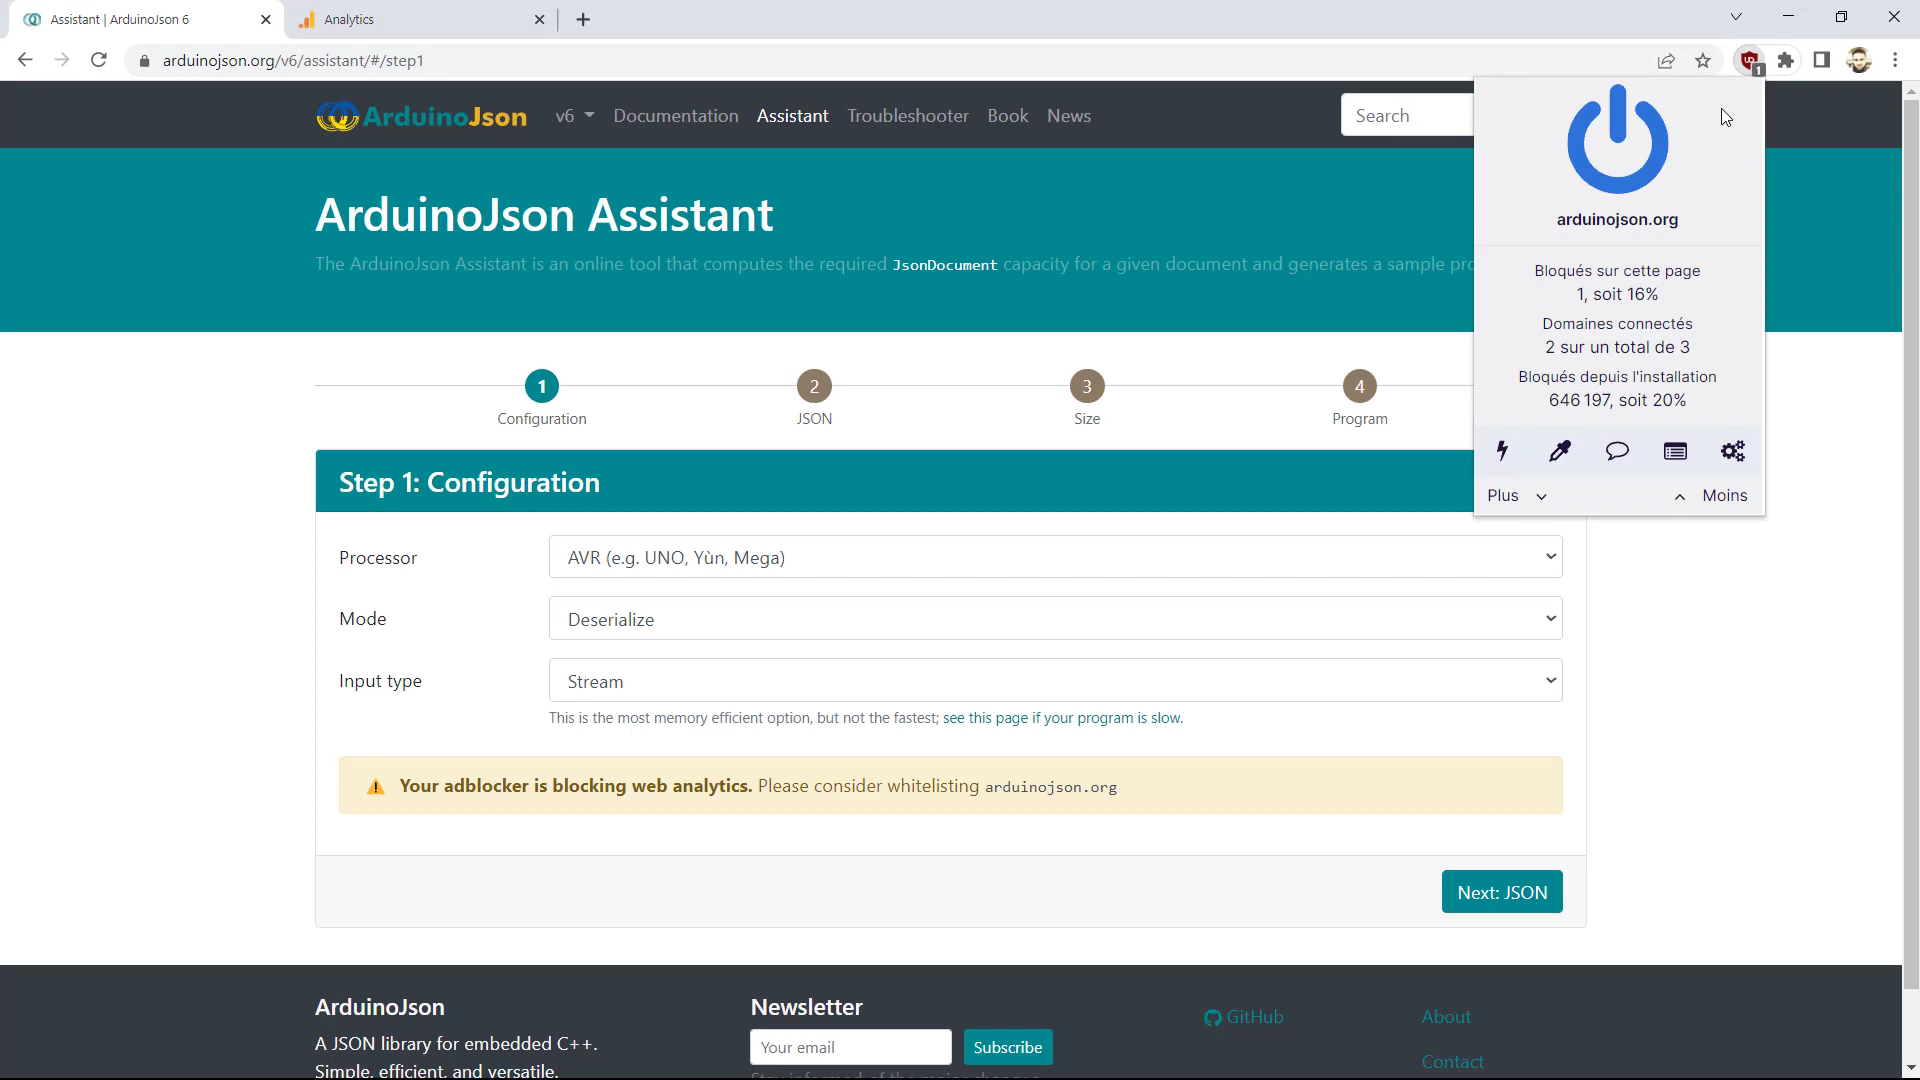 Assistant | ArduinoJson 6
Analytics
arduinojson.org/v6/assistant/#/step1
1
ArduinoJson
v6
Documentation
Assistant
Troubleshooter
Book
News
Search
ArduinoJson Assistant
The ArduinoJson Assistant is an online tool that computes the required JsonDocument capacity for a given document and generates a sample pro
arduinojson.org
Bloqués sur cette page
1, soit 16%
Domaines connectés
2 sur un total de 3
Bloqués depuis l'installation
646 197, soit 20%
Plus
Moins
1
2
3
4
Configuration
JSON
Size
Program
Step 1: Configuration
Processor
AVR (e.g. UNO, Yùn, Mega)
Mode
Deserialize
Input type
Stream
This is the most memory efficient option, but not the fastest; see this page if your program is slow.
Your adblocker is blocking web analytics. Please consider whitelisting arduinojson.org
Next: JSON
ArduinoJson
A JSON library for embedded C++.
Simple, efficient, and versatile.
Newsletter
Your email
Subscribe
Stay informed of the major changes
GitHub
About
Contact